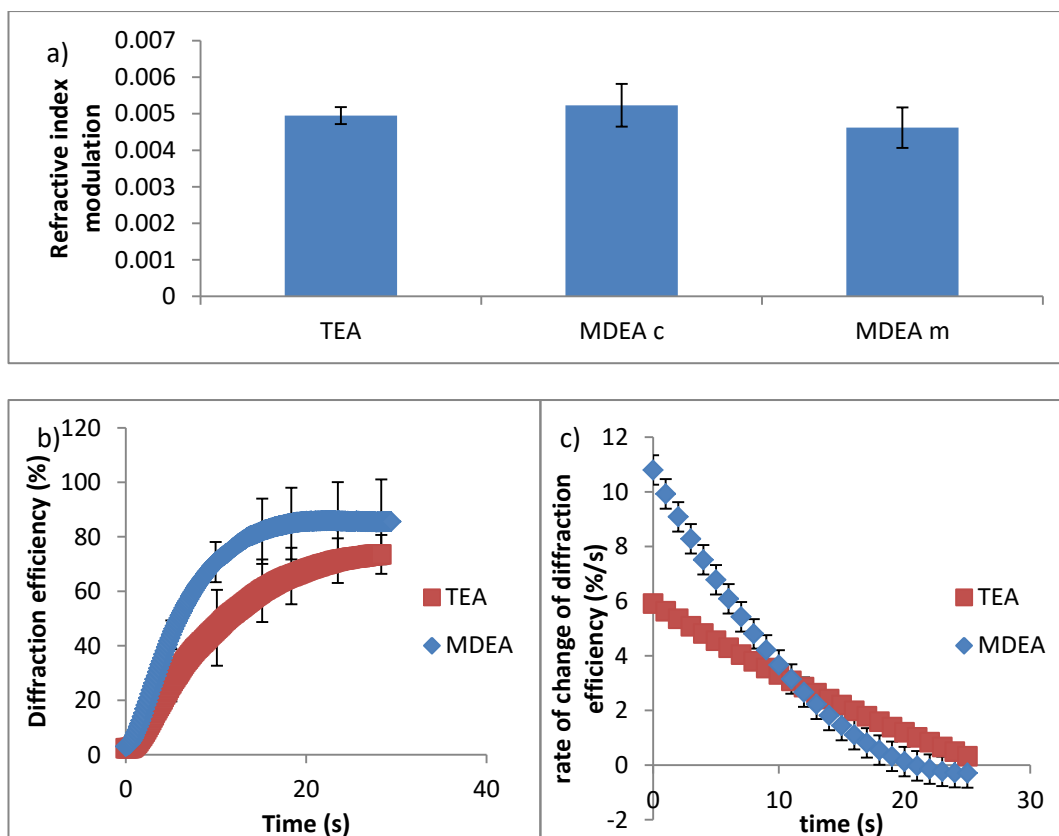 a)
Refractive index
modulation
0.007
0.006
0.005
0.004
0.003
0.002
0.001
0
TEA
MDEA c
MDEA m
b)
Diffraction efficiency (%)
120
100
80
60
40
20
0
0
20
40
Time (s)
TEA
MDEA
c)
rate of change of diffraction
efficiency (%/s)
12
10
8
6
4
2
0
-2
0
10
20
30
time (s)
TEA
MDEA